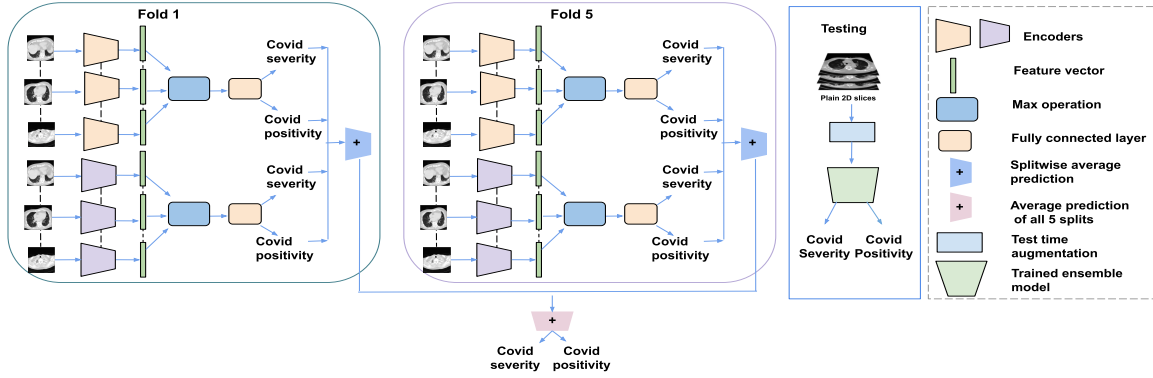 Fold 1
Covid
severity
Covid
positivity
+
Covid
severity
Covid
positivity
Fold 5
Covid
severity
Covid
positivity
+
Covid
severity
Covid
positivity
+
Covid
severity
Covid
positivity
Testing
Plain 2D slices
Covid
Severity
Covid
Positivity
Encoders
Feature vector
Max operation
Fully connected layer
+
Splitwise average
prediction
+
Average prediction
of all 5 splits
Test time
augmentation
Trained ensemble
model